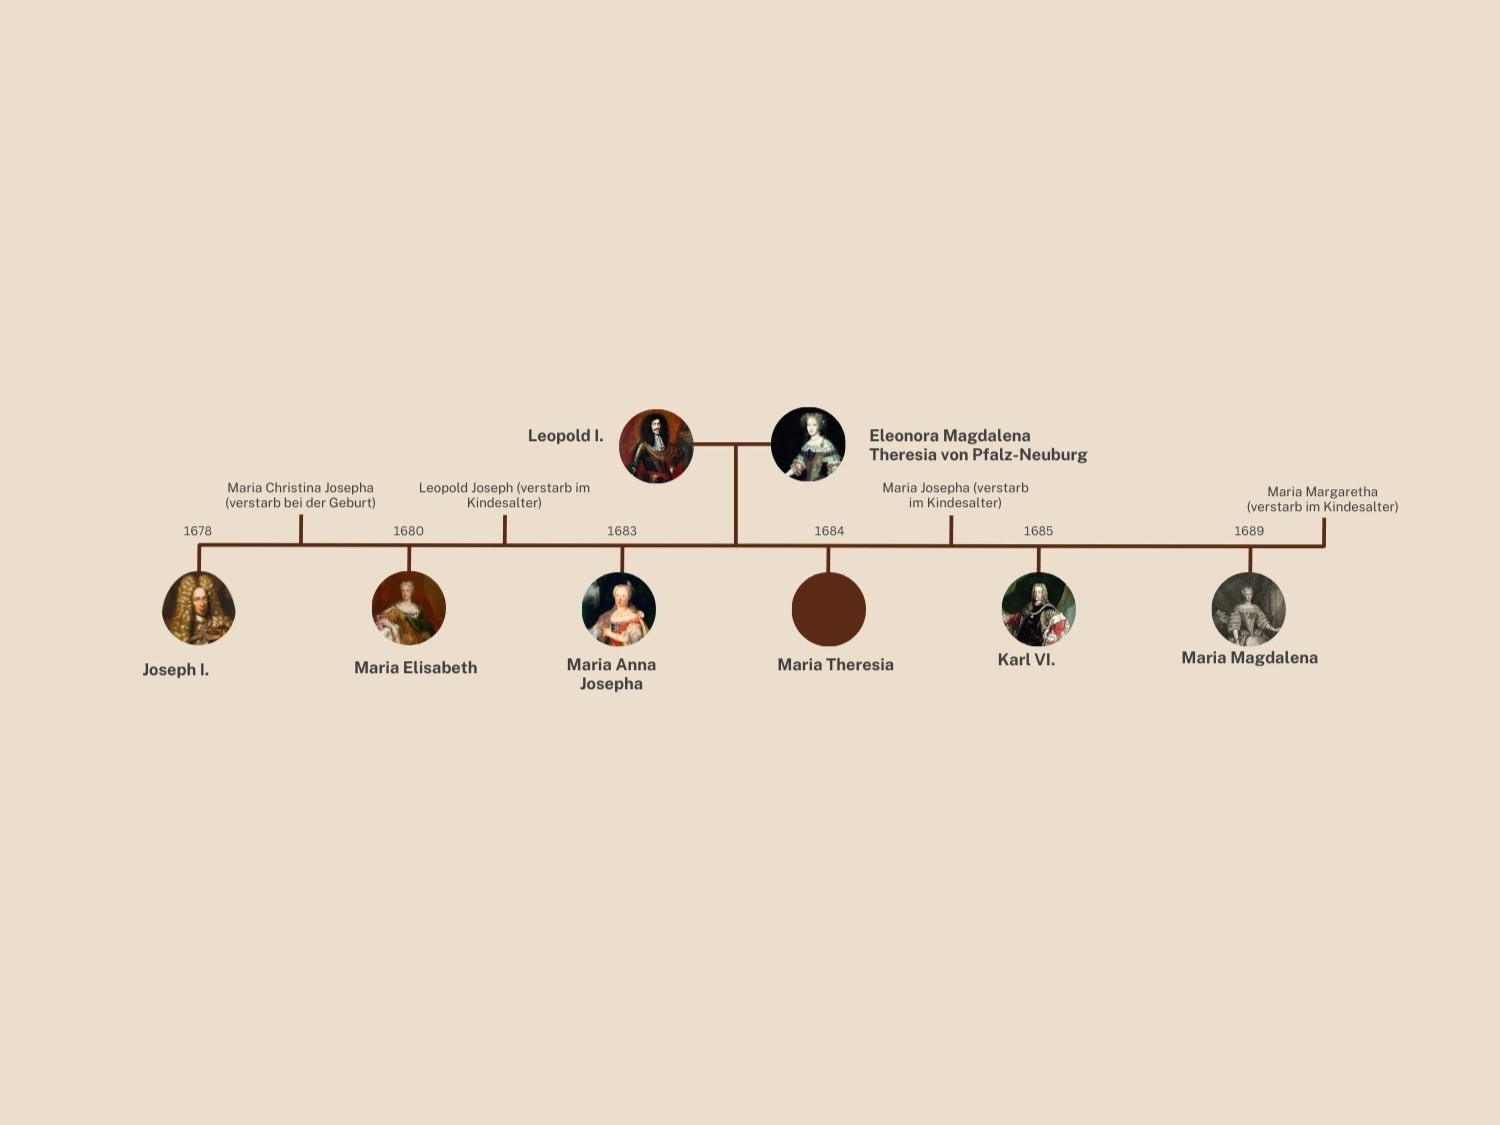 Leopold I.
Eleonora Magdalena
Theresia von Pfalz-Neuburg
Maria Christina Josepha
(verstarb bei der Geburt)
Leopold Joseph (verstarb im
Kindesalter)
Maria Josepha (verstarb
im Kindesalter)
Maria Margaretha
(verstarb im Kindesalter)
1678
1680
1683
1684
1685
1689
Joseph I.
Maria Elisabeth
Maria Anna
Josepha
Maria Theresia
Karl VI.
Maria Magdalena